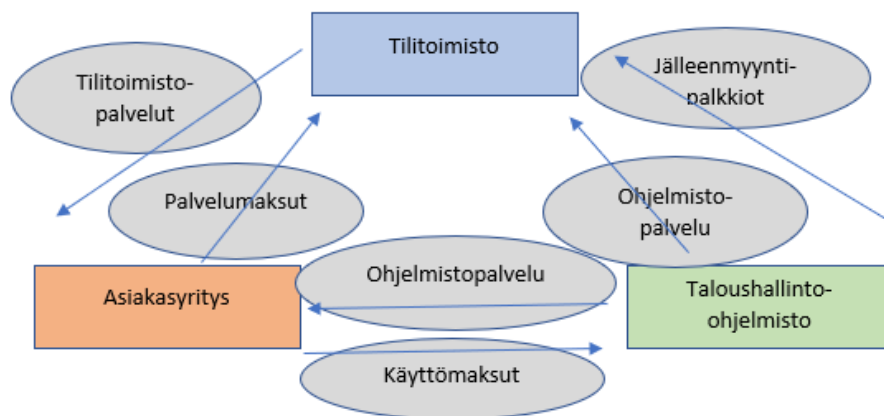 Tilitoimisto
Tilitoimisto-
palvelut
Jälleenmyynti-
palkkiot
Palvelumaksut
Ohjelmisto-
palvelu
Asiakasyritys
Ohjelmistopalvelu
Taloushallinto-
ohjelmisto
Käyttömaksut